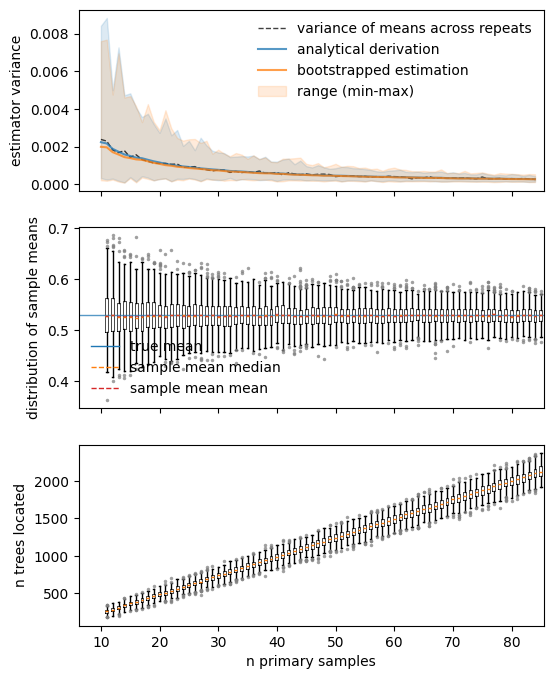 estimator variance
0.008
0.006
0.004
0.002
0.000
variance of means across repeats
analytical derivation
bootstrapped estimation
range (min-max)
distribution of sample means
0.7
0.6
0.5
0.4
true mean
sample mean median
sample mean mean
n trees located
2000
1500
1000
500
10
20
30
40
50
60
70
80
n primary samples